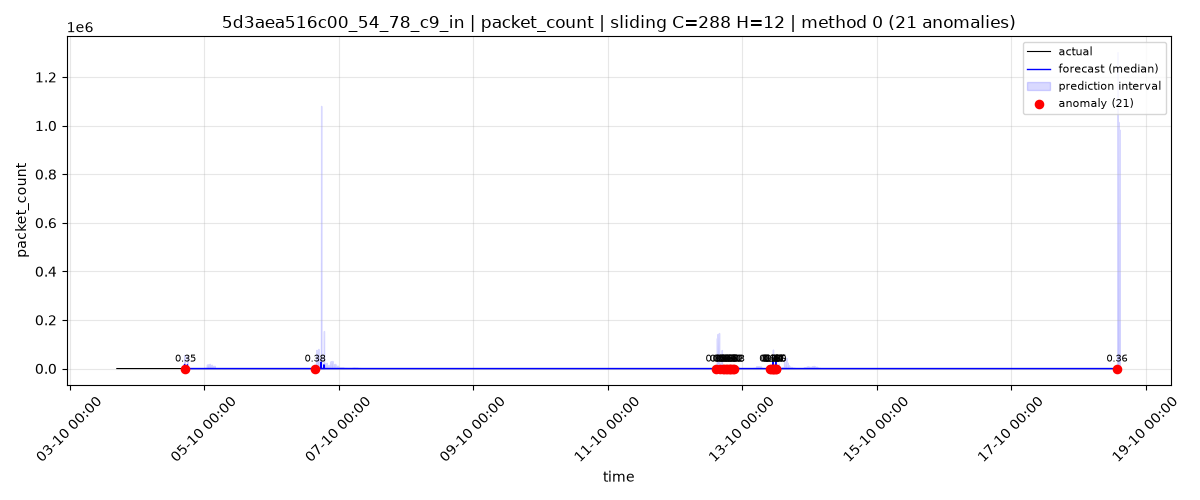 5d3aea516c00_54_78_c9_in | packet_count | sliding C=288 H=12 | method 0 (21 anomalies)
1e6
actual
forecast (median)
prediction interval
anomaly (21)
packet_count
1.2
1.0
0.8
0.6
0.4
0.2
0.0
0.35
0.38
0.36
03-10 00:00
05-10 00:00
07-10 00:00
09-10 00:00
11-10 00:00
13-10 00:00
15-10 00:00
17-10 00:00
19-10 00:00
time